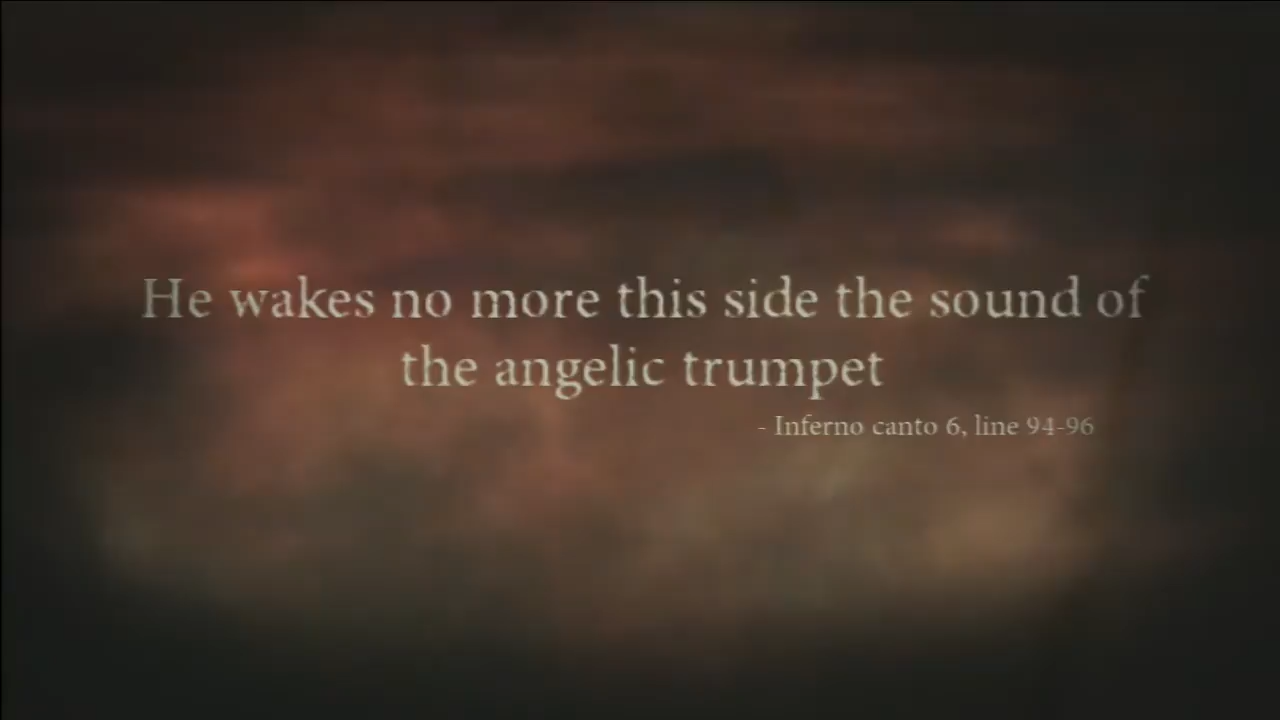 He wakes no more this side the sound of
the angelic trumpet
- Inferno canto 6, line 94-96